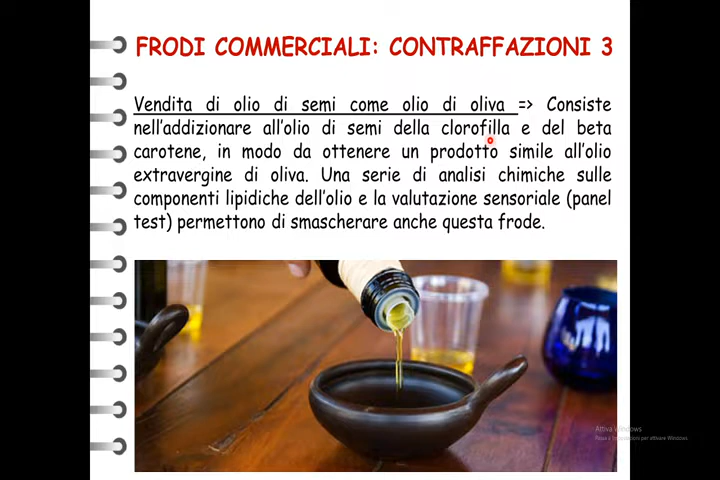 FRODI COMMERCIALI: CONTRAFFAZIONI 3
Vendita di olio di semi come olio di oliva => Consiste
nell'addizionare all'olio di semi della clorofilla e del beta
carotene, in modo da ottenere un prodotto simile all'olio
extravergine di oliva. Una serie di analisi chimiche sulle
componenti lipidiche dell'olio e la valutazione sensoriale (panel
test) permettono di smascherare anche questa frode.
Attiva Windows
per attivare Windows.